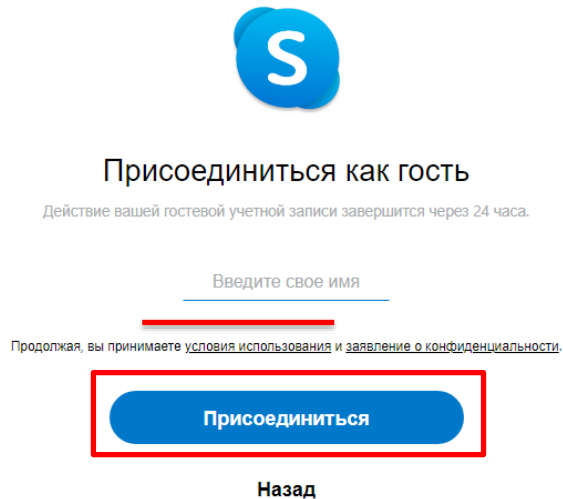 S
Присоединиться как гость
Действие вашей гостевой учетной записи завершится через 24 часа.
Введите свое имя
Продолжая, вы принимаете условия использования и заявление о конфиденциальности.
Присоединиться
Назад